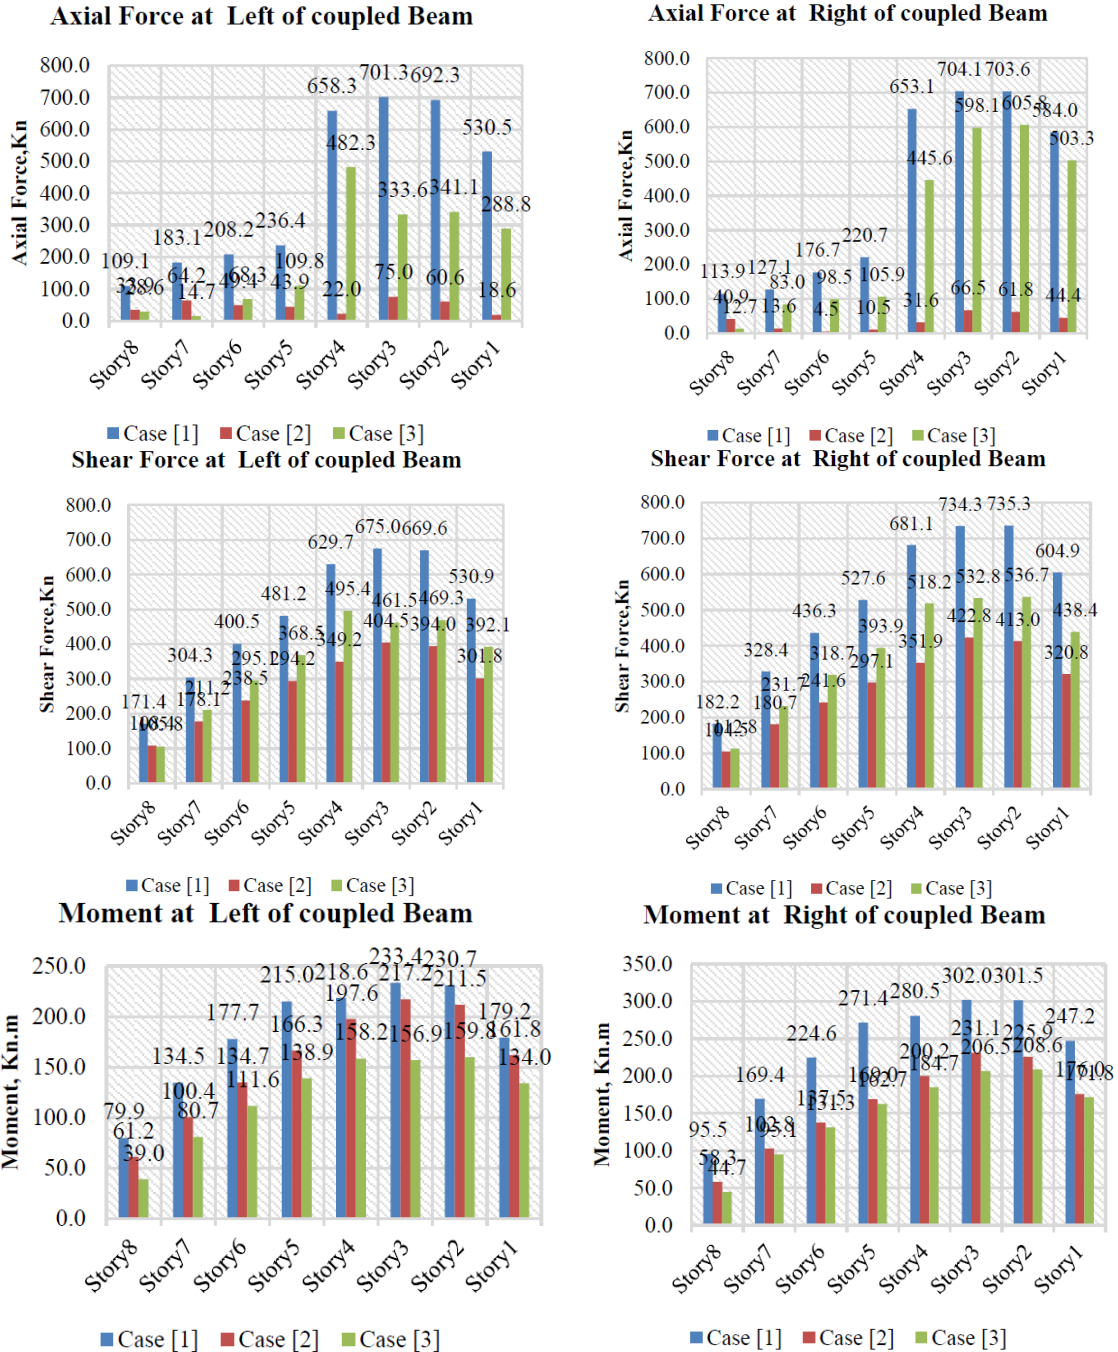 Axial Force at Left of coupled Beam
Axial Force,Kn
800.0
700.0
600.0
500.0
400.0
300.0
200.0
100.0
0.0
109.1 183.1 208.2 236.4 658.3 701.3 692.3 530.5
33.9 64.2 49.4 43.9 22.0 75.0 60.6 18.6
28.6 14.7 68.3 109.8 482.3 333.6 341.1 288.8
Story8 Story7 Story6 Story5 Story4 Story3 Story2 Story1
Case [1] Case [2] Case [3]
Axial Force at Right of coupled Beam
Axial Force,Kn
800.0
700.0
600.0
500.0
400.0
300.0
200.0
100.0
0.0
113.9 127.1 176.7 220.7 653.1 704.1 703.6 584.0
40.9 13.6 4.5 10.5 31.6 66.5 61.8 44.4
12.7 83.0 98.5 105.9 445.6 598.1 605.8 503.3
Story8 Story7 Story6 Story5 Story4 Story3 Story2 Story1
Case [1] Case [2] Case [3]
Shear Force at Left of coupled Beam
Shear Force,Kn
800.0
700.0
600.0
500.0
400.0
300.0
200.0
100.0
0.0
171.4 304.3 400.5 481.2 629.7 675.0 669.6 530.9
178.1 238.5 294.2 349.2 404.5 394.0 301.8
211.2 295.1 368.5 495.4 461.5 469.3 392.1
Story8 Story7 Story6 Story5 Story4 Story3 Story2 Story1
Case [1] Case [2] Case [3]
Shear Force at Right of coupled Beam
Shear Force,Kn
800.0
700.0
600.0
500.0
400.0
300.0
200.0
100.0
0.0
182.2 328.4 436.3 527.6 681.1 734.3 735.3 604.9
104.5 180.7 241.6 297.1 351.9 422.8 413.0 320.8
112.8 231.7 318.7 393.9 518.2 532.8 536.7 438.4
Story8 Story7 Story6 Story5 Story4 Story3 Story2 Story1
Case [1] Case [2] Case [3]
Moment at Left of coupled Beam
Moment, Kn.m
250.0
200.0
150.0
100.0
50.0
0.0
79.9 134.5 177.7 215.0 218.6 233.4 230.7 179.2
61.2 100.4 134.7 166.3 197.6 217.2 211.5 161.8
39.0 80.7 111.6 138.9 158.2 156.9 159.8 134.0
Story8 Story7 Story6 Story5 Story4 Story3 Story2 Story1
Case [1] Case [2] Case [3]
Moment at Right of coupled Beam
Moment, Kn.m
350.0
300.0
250.0
200.0
150.0
100.0
50.0
0.0
95.5 169.4 224.6 271.4 280.5 302.0 301.5 247.2
58.3 102.8 137.5 169.0 200.2 231.1 225.9 176.0
44.7 95.1 131.3 162.7 184.7 206.5 208.6 171.8
Story8 Story7 Story6 Story5 Story4 Story3 Story2 Story1
Case [1] Case [2] Case [3]